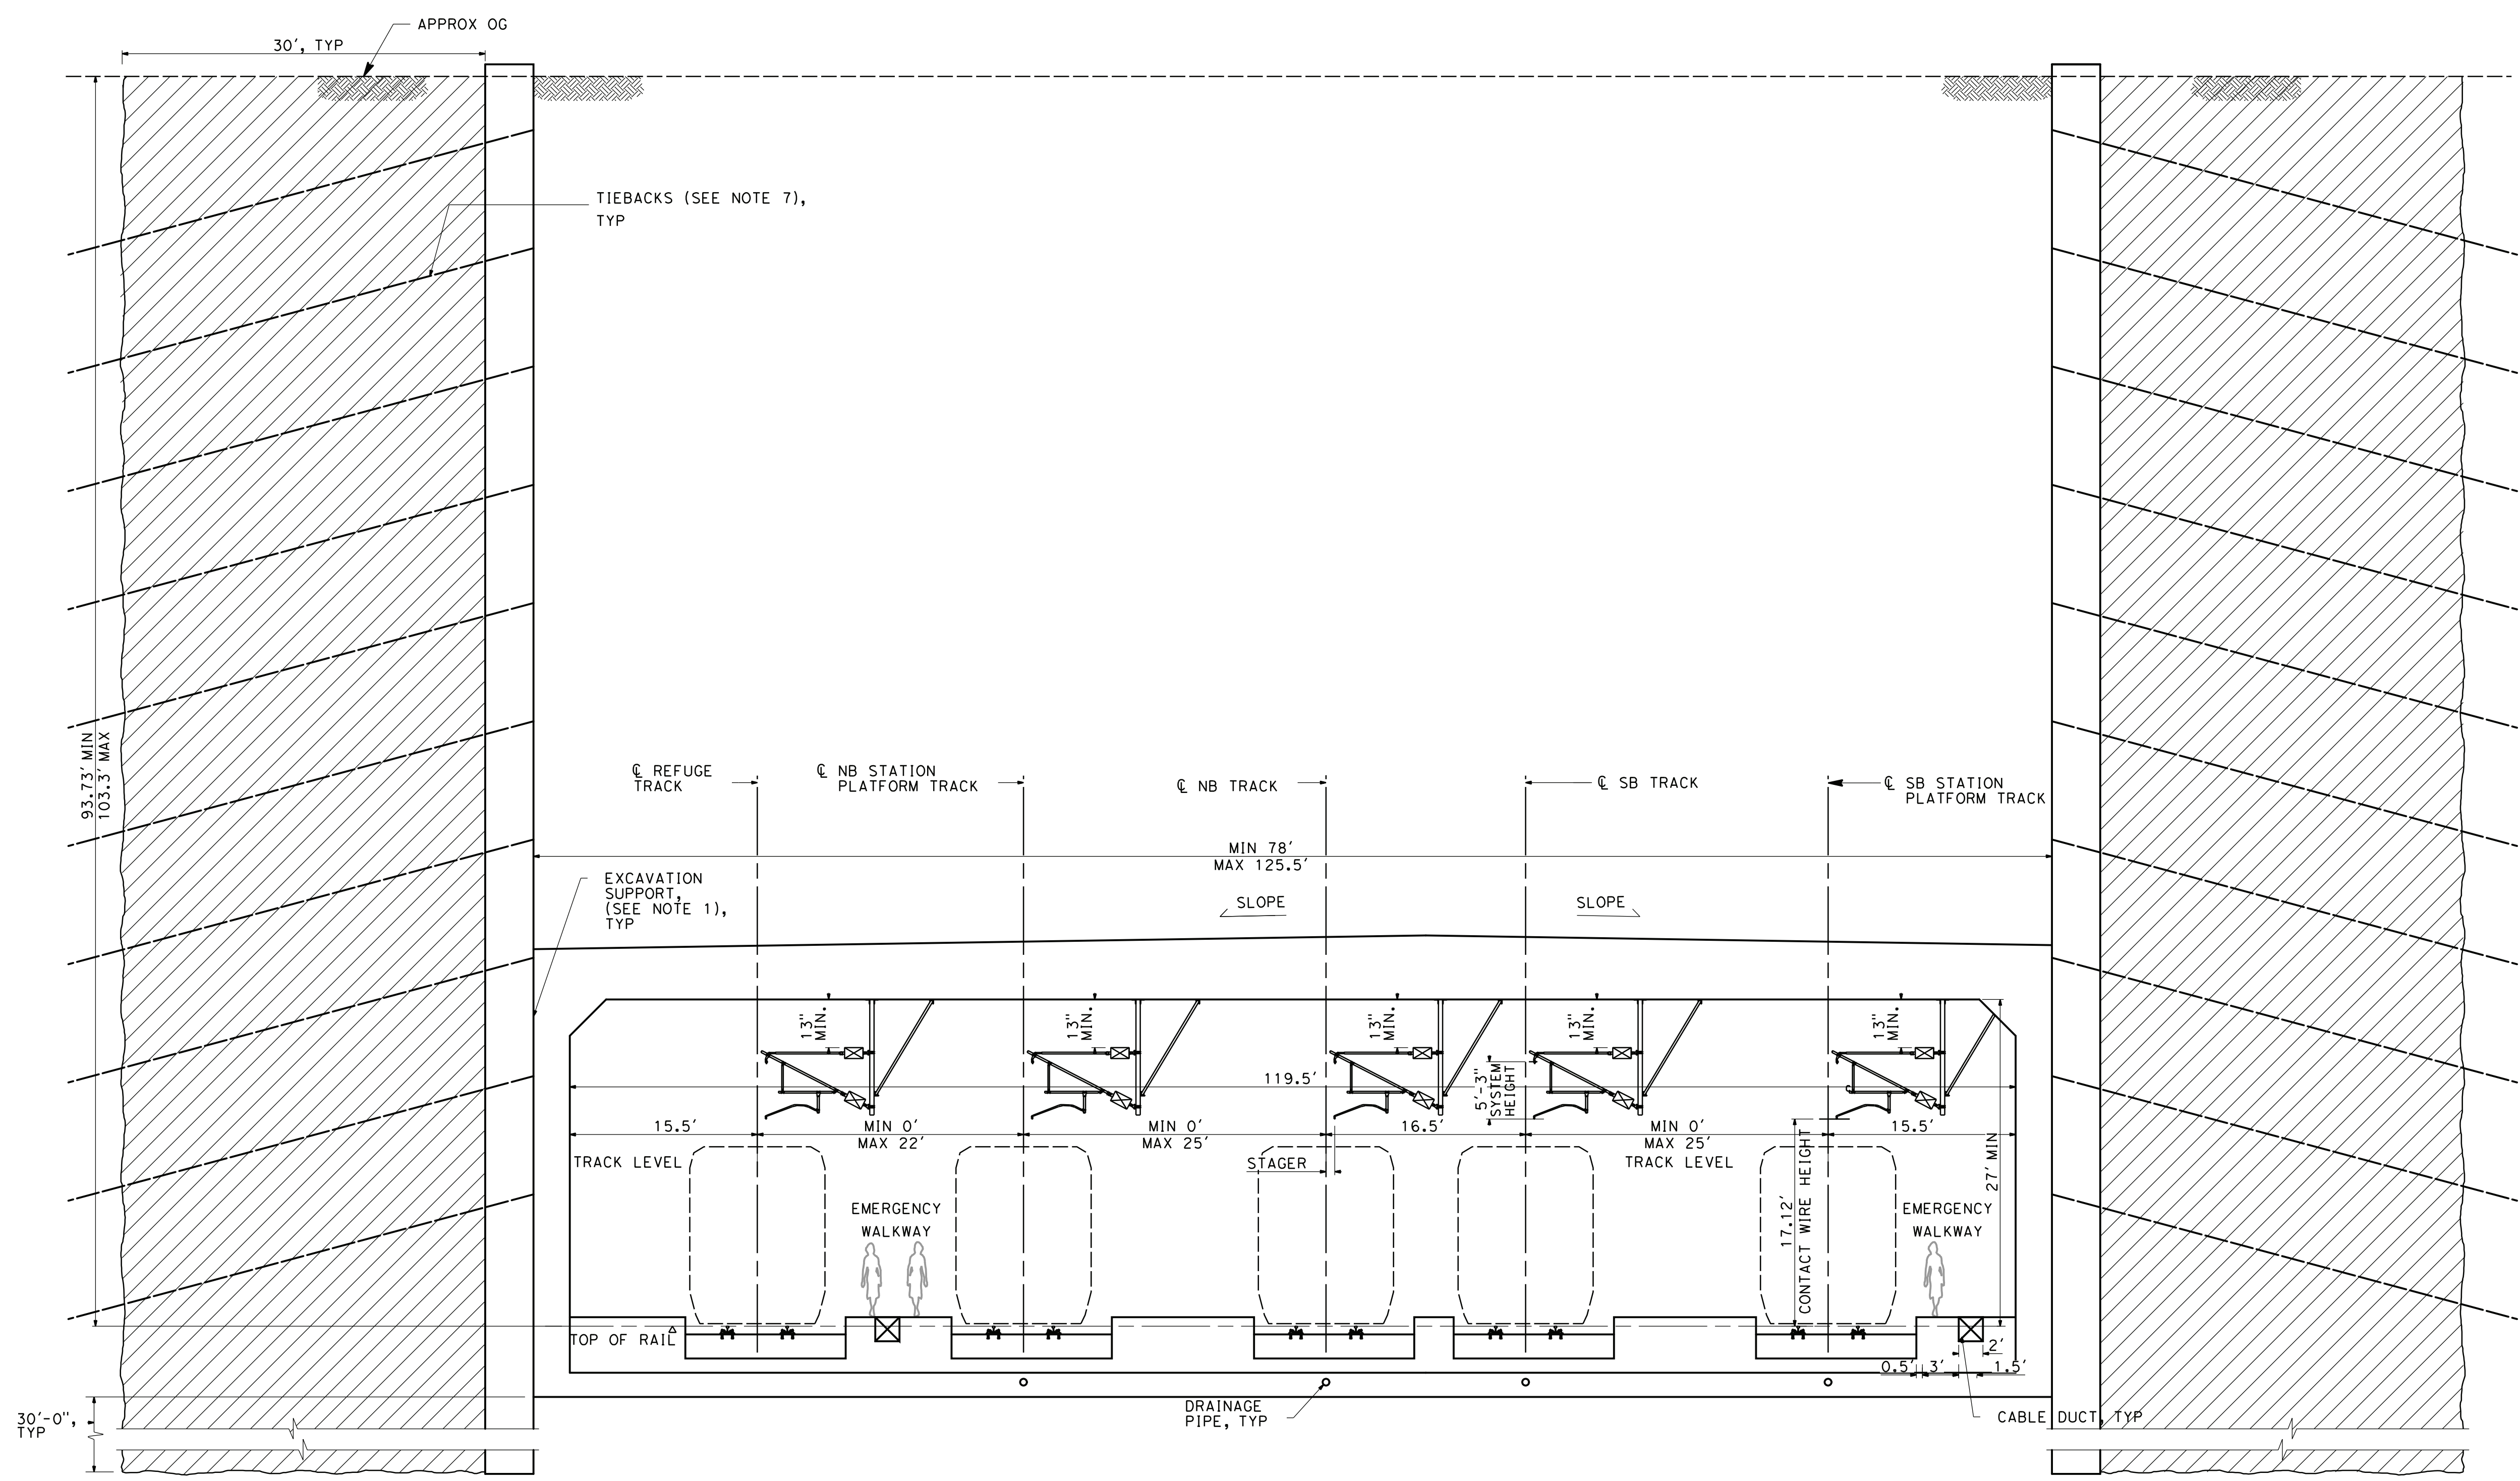 APPROX OG
30', TYP
TIEBACKS (SEE NOTE 7),
TYP
93.73' MIN
103.3' MAX
℄ REFUGE
TRACK
℄ NB STATION
PLATFORM TRACK
℄ NB TRACK
℄ SB TRACK
℄ SB STATION
PLATFORM TRACK
MIN 78'
MAX 125.5'
EXCAVATION
SUPPORT,
(SEE NOTE 1),
TYP
SLOPE
SLOPE
13"
MIN.
13"
MIN.
13"
MIN.
13"
MIN.
13"
MIN.
119.5'
5'-3"
SYSTEM
HEIGHT
15.5'
MIN 0'
MAX 22'
MIN 0'
MAX 25'
16.5'
MIN 0'
MAX 25'
15.5'
TRACK LEVEL
STAGER
TRACK LEVEL
17.12'
CONTACT WIRE HEIGHT
27' MIN
EMERGENCY
WALKWAY
EMERGENCY
WALKWAY
TOP OF RAIL
2'
0.5'
3'
1.5'
30'-0",
TYP
DRAINAGE
PIPE, TYP
CABLE DUCT, TYP